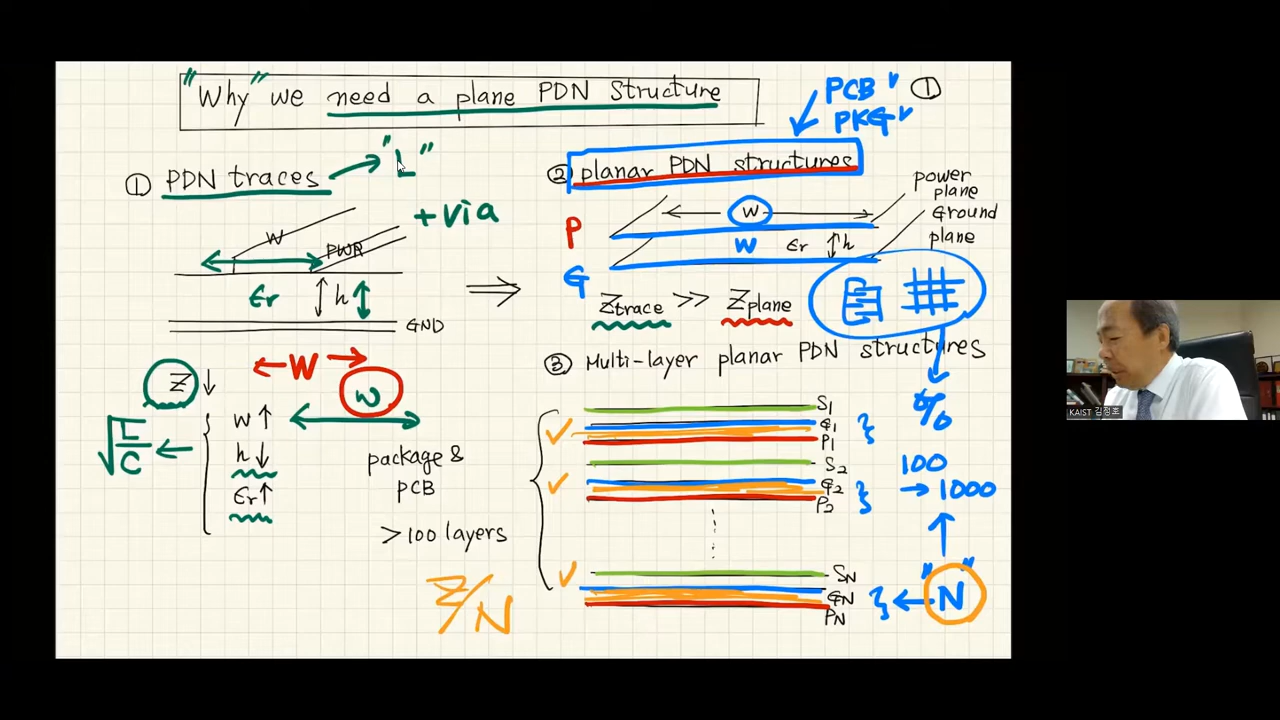 "Why" we need a plane PDN Structure
PCB
PKG
①
① PDN traces
"L"
+via
W
PWR
εr
h
GND
② planar PDN structures
power
plane
Ground
plane
W
P
W
εr
h
G
Ztrace >> Zplane
Z ↓
W
w
√L/C
w ↑
h ↓
εr ↑
package &
PCB
>100 layers
Z/N
③ Multi-layer planar PDN structures
S1
G1
P1
S2
G2
P2
SN
GN
PN
100
→ 1000
"N"
KAIST 김정호